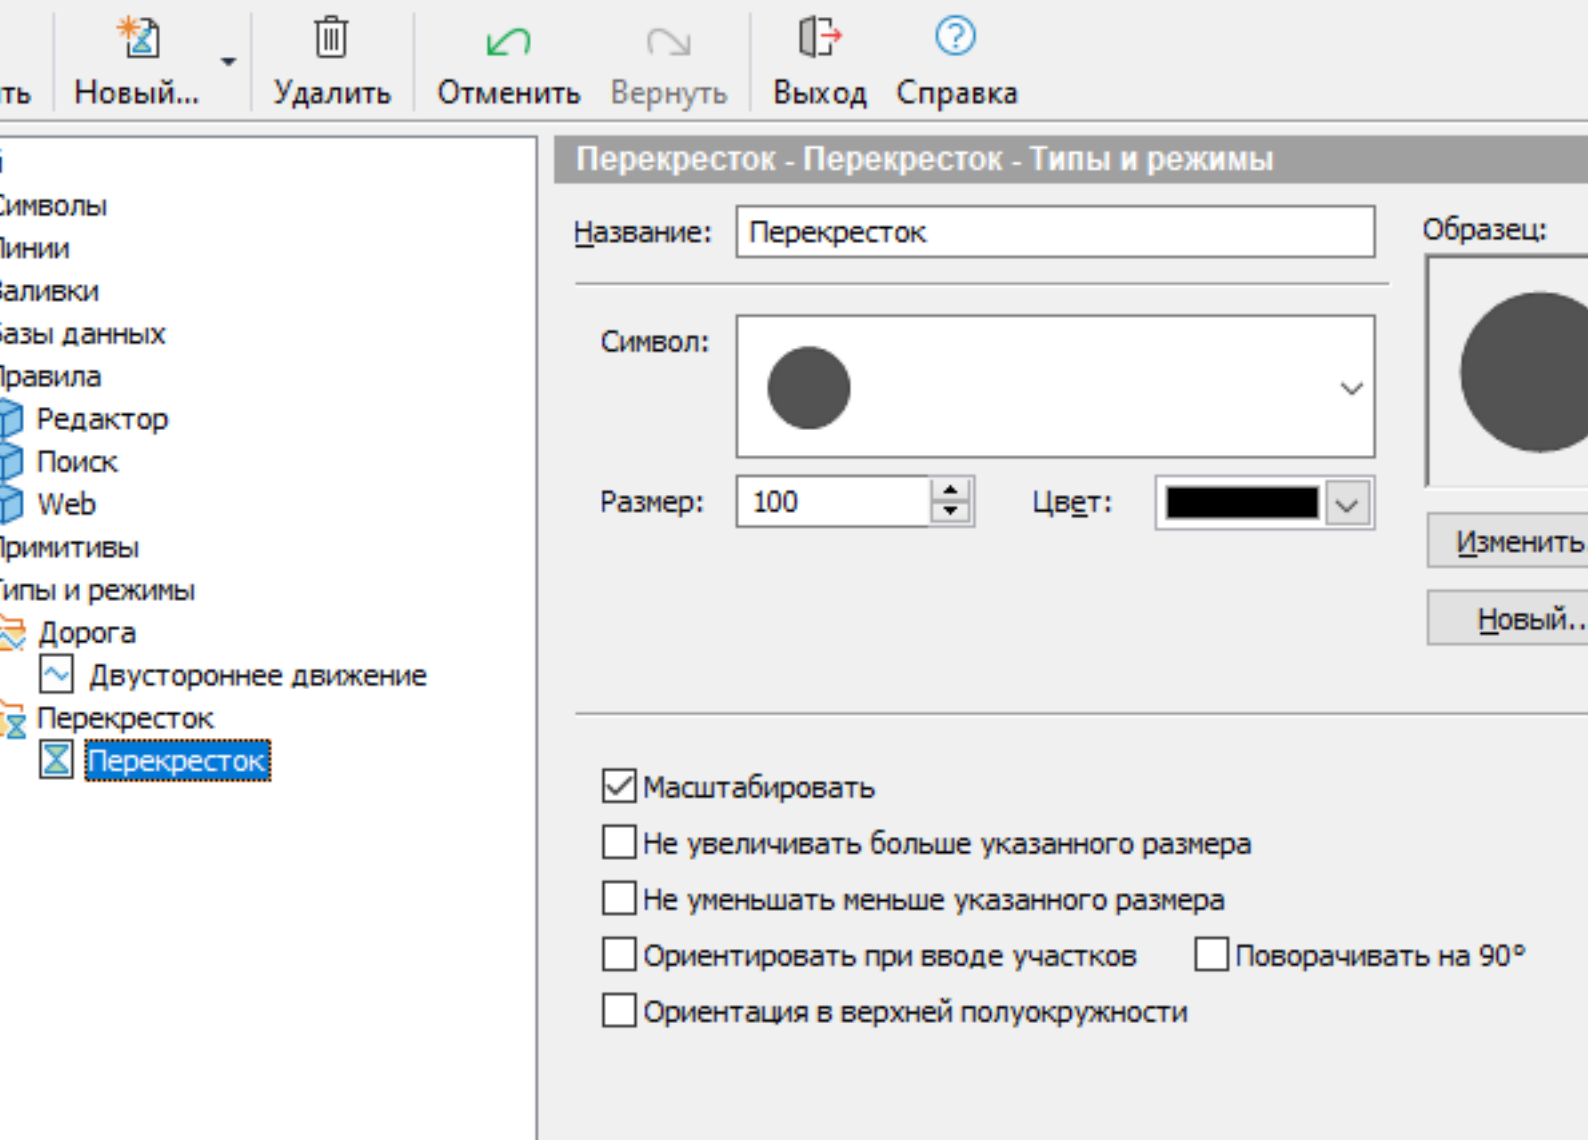 ть Новый... Удалить Отменить Вернуть Выход Справка
Перекресток - Перекресток - Типы и режимы
й
Символы
Линии
Заливки
Базы данных
Правила
Редактор
Поиск
Web
Примитивы
Типы и режимы
Дорога
Двустороннее движение
Перекресток
Перекресток
Название: Перекресток
Образец:
Символ:
Размер: 100 Цвет:
Изменить.
Новый..
Масштабировать
Не увеличивать больше указанного размера
Не уменьшать меньше указанного размера
Ориентировать при вводе участков Поворачивать на 90°
Ориентация в верхней полуокружности